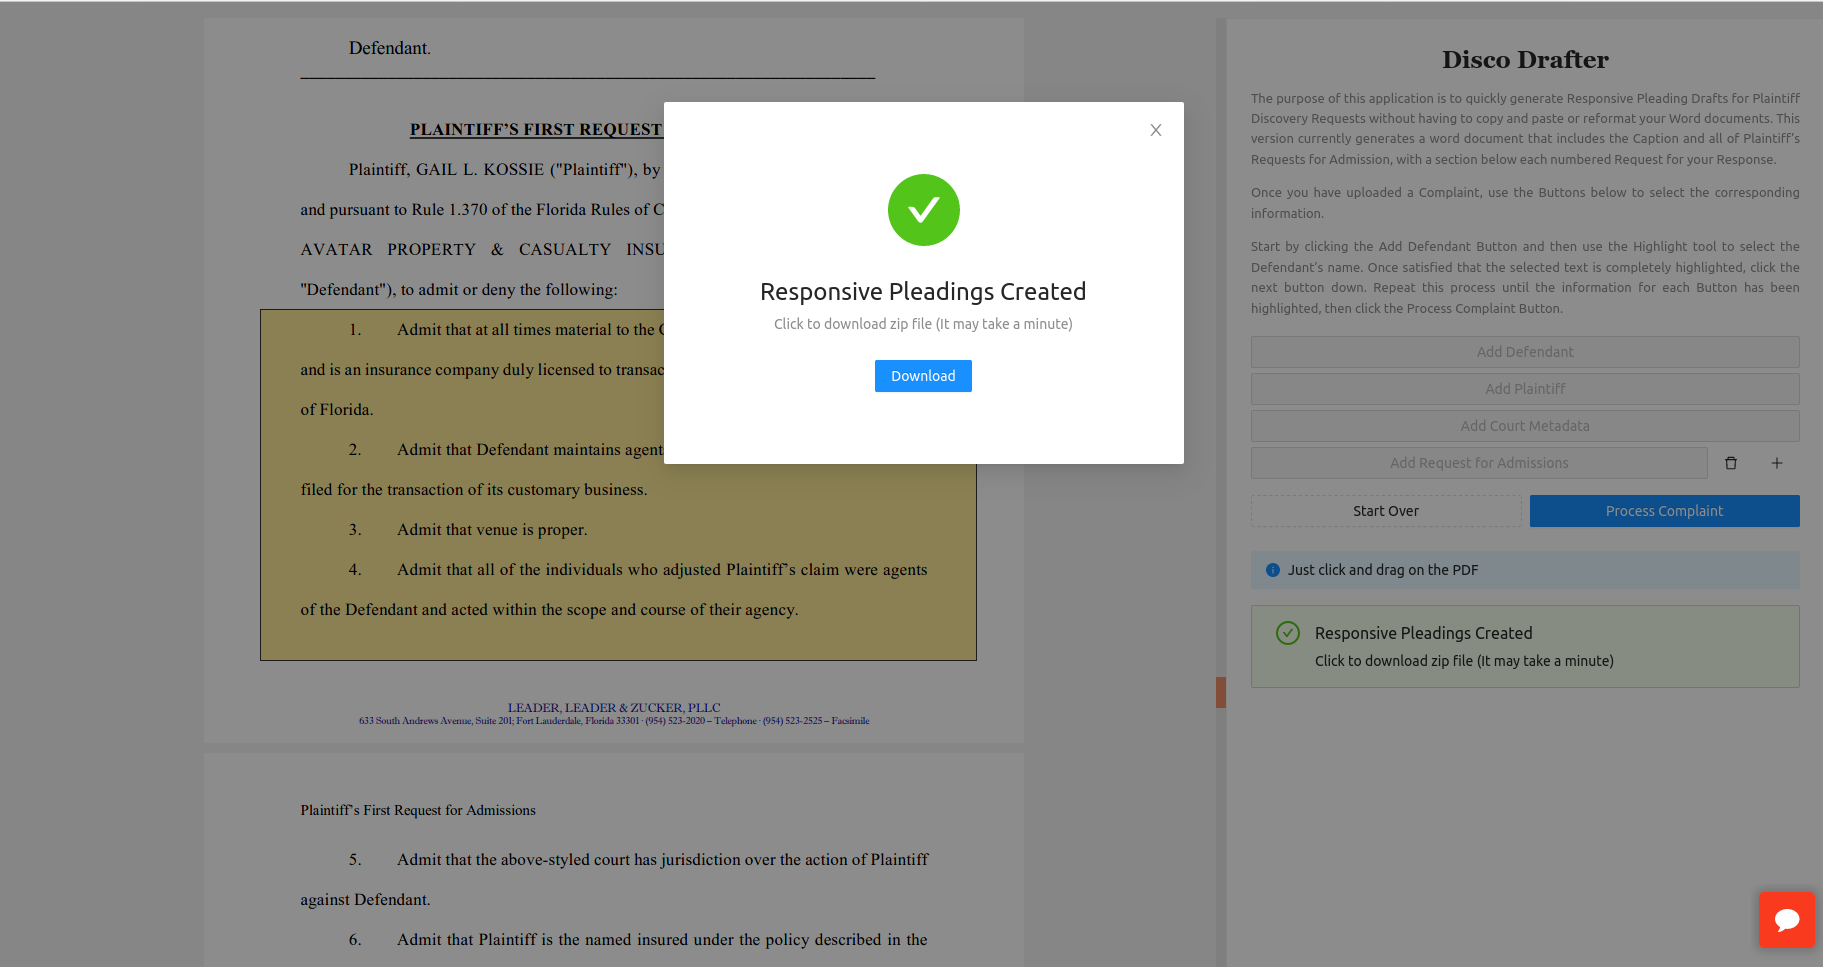 Defendant.
PLAINTIFF'S FIRST REQUEST
Plaintiff, GAIL L. KOSSIE ("Plaintiff"), by
and pursuant to Rule 1.370 of the Florida Rules of C
AVATAR PROPERTY & CASUALTY INSU
"Defendant"), to admit or deny the following:
1. Admit that at all times material to the C
and is an insurance company duly licensed to transac
of Florida.
2. Admit that Defendant maintains agent
filed for the transaction of its customary business.
3. Admit that venue is proper.
4. Admit that all of the individuals who adjusted Plaintiff's claim were agents
of the Defendant and acted within the scope and course of their agency.
LEADER, LEADER & ZUCKER, PLLC
633 South Andrews Avenue, Suite 201; Fort Lauderdale, Florida 33301 · (954) 523-2020 – Telephone · (954) 523-2525 – Facsimile
Plaintiff's First Request for Admissions
5. Admit that the above-styled court has jurisdiction over the action of Plaintiff
against Defendant.
6. Admit that Plaintiff is the named insured under the policy described in the
Responsive Pleadings Created
Click to download zip file (It may take a minute)
Download
Disco Drafter
The purpose of this application is to quickly generate Responsive Pleading Drafts for Plaintiff
Discovery Requests without having to copy and paste or reformat your Word documents. This
version currently generates a word document that includes the Caption and all of Plaintiff's
Requests for Admission, with a section below each numbered Request for your Response.
Once you have uploaded a Complaint, use the Buttons below to select the corresponding
information.
Start by clicking the Add Defendant Button and then use the Highlight tool to select the
Defendant's name. Once satisfied that the selected text is completely highlighted, click the
next button down. Repeat this process until the information for each Button has been
highlighted, then click the Process Complaint Button.
Add Defendant
Add Plaintiff
Add Court Metadata
Add Request for Admissions
Start Over
Process Complaint
Just click and drag on the PDF
Responsive Pleadings Created
Click to download zip file (It may take a minute)